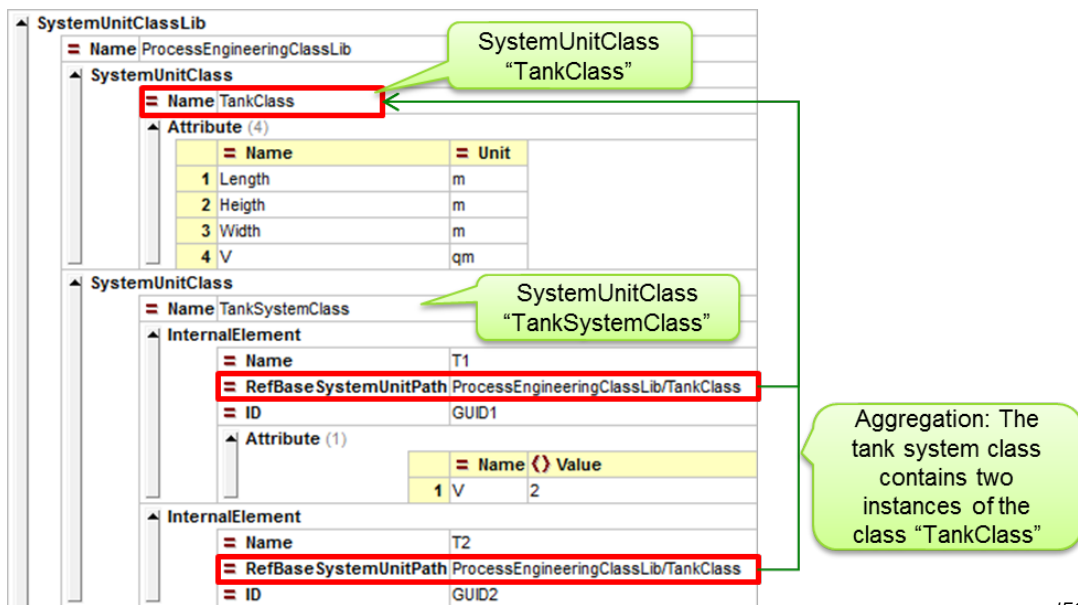 SystemUnitClassLib
= Name ProcessEngineeringClassLib
SystemUnitClass
"TankClass"
SystemUnitClass
= Name TankClass
Attribute (4)
= Name = Unit
1 Length m
2 Heigth m
3 Width m
4 V qm
SystemUnitClass
= Name TankSystemClass
SystemUnitClass
“TankSystemClass”
InternalElement
= Name T1
= RefBaseSystemUnitPath ProcessEngineeringClassLib/TankClass
= ID GUID1
Attribute (1)
= Name {} Value
1 V 2
Aggregation: The
tank system class
contains two
instances of the
class “TankClass”
InternalElement
= Name T2
= RefBaseSystemUnitPath ProcessEngineeringClassLib/TankClass
= ID GUID2